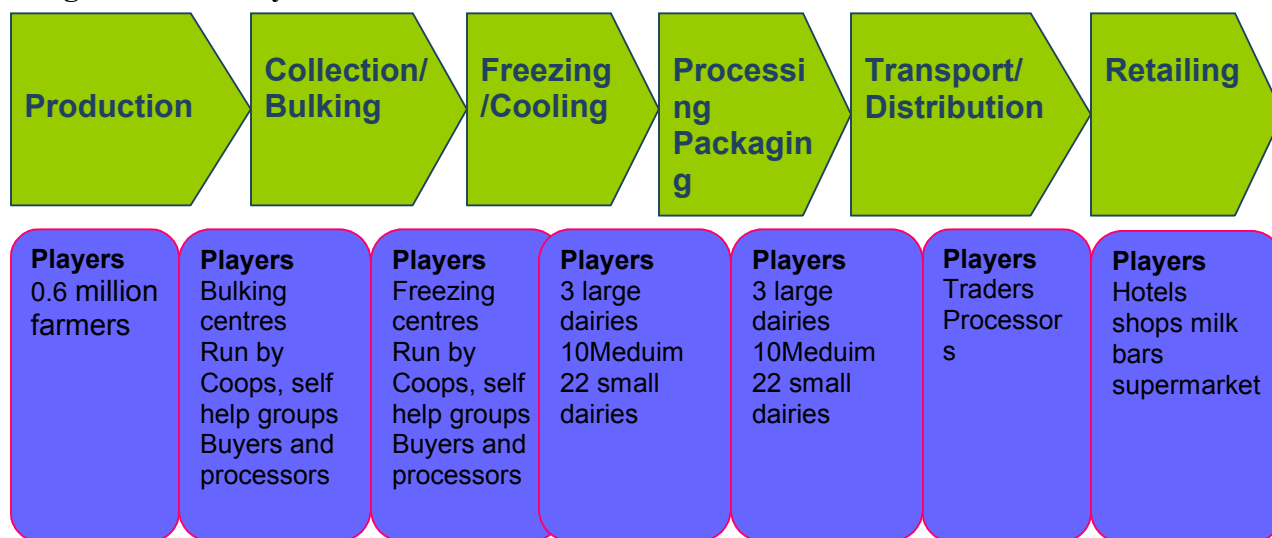 Production
Collection/
Bulking
Freezing
/Cooling
Processi
ng
Packagin
g
Transport/
Distribution
Retailing
Players
0.6 million
farmers
Players
Bulking
centres
Run by
Coops, self
help groups
Buyers and
processors
Players
Freezing
centres
Run by
Coops, self
help groups
Buyers and
processors
Players
3 large
dairies
10Meduim
22 small
dairies
Players
3 large
dairies
10Meduim
22 small
dairies
Players
Traders
Processor
s
Players
Hotels
shops milk
bars
supermarket